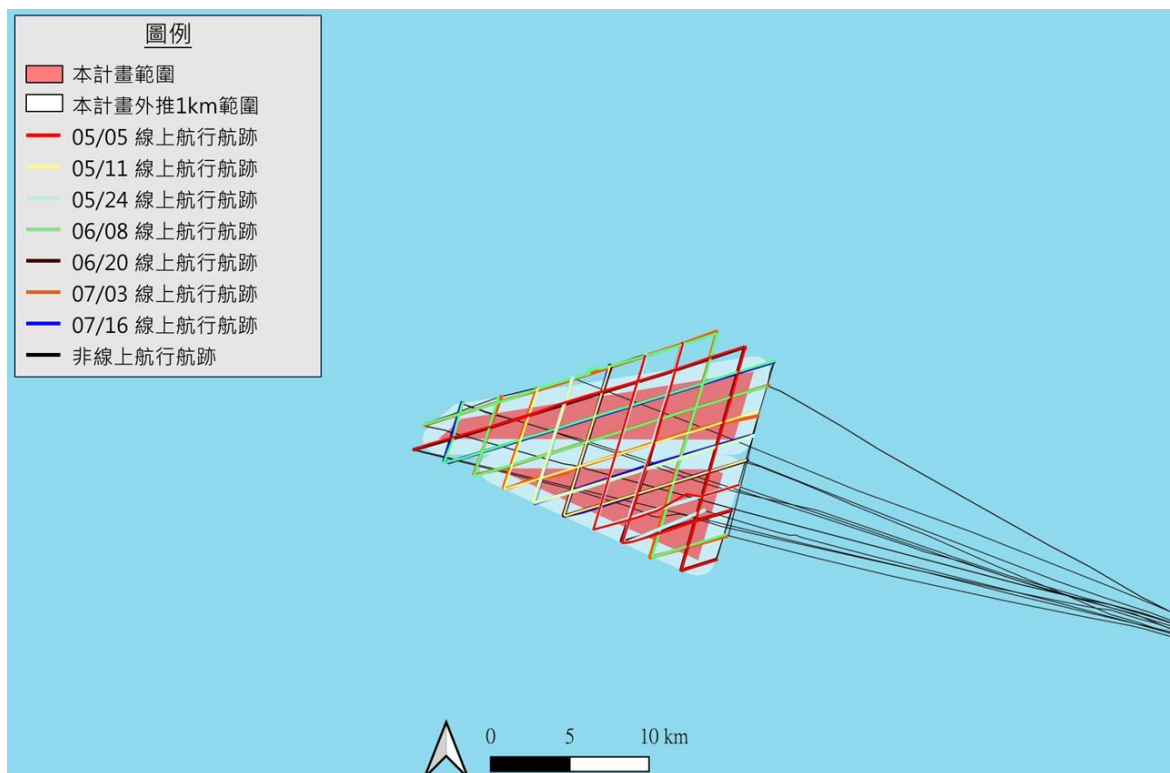 圖例
本計畫範圍
本計畫外推1km範圍
05/05 線上航行航跡
05/11 線上航行航跡
05/24 線上航行航跡
06/08 線上航行航跡
06/20 線上航行航跡
07/03 線上航行航跡
07/16 線上航行航跡
非線上航行航跡
0 5 10 km